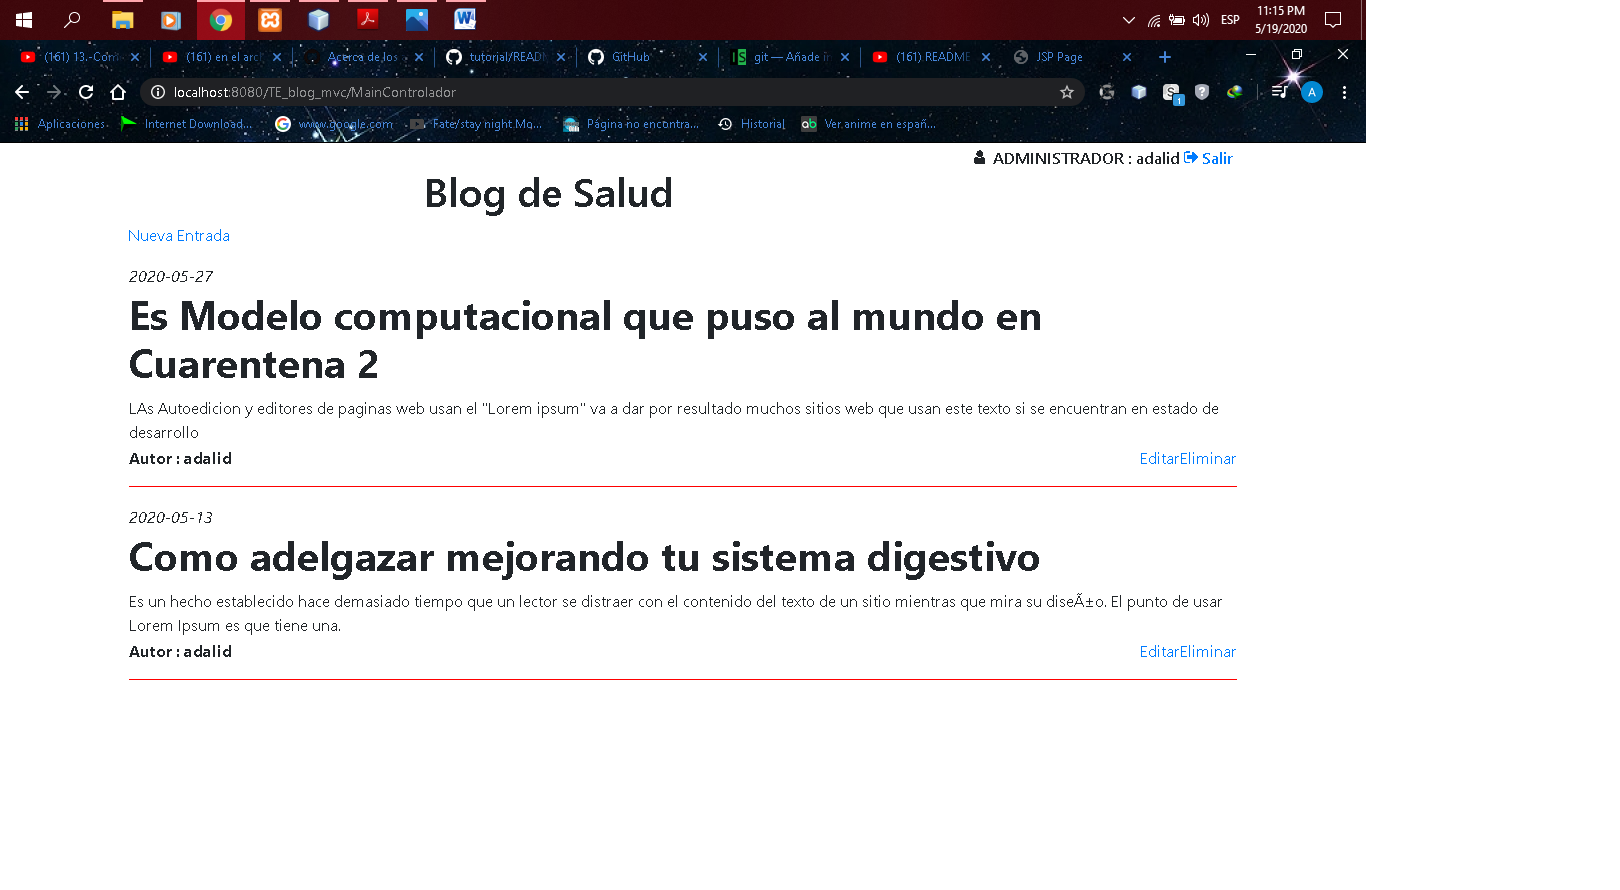 11:15 PM
ESP
5/19/2020
(161) 13.-Com
(161) en el arch
Acerca de los
tutorial/READ
GitHub
git — Añade i
(161) README
JSP Page
localhost:8080/TE_blog_mvc/MainControlador
Aplicaciones
Internet Download...
www.google.com
Fate/stay night Mo...
Página no encontra...
Historial
Ver anime en españ...
ADMINISTRADOR : adalid Salir
Blog de Salud
Nueva Entrada
2020-05-27
Es Modelo computacional que puso al mundo en
Cuarentena 2
LAs Autoedicion y editores de paginas web usan el "Lorem ipsum" va a dar por resultado muchos sitios web que usan este texto si se encuentran en estado de
desarrollo
Autor : adalid EditarEliminar
2020-05-13
Como adelgazar mejorando tu sistema digestivo
Es un hecho establecido hace demasiado tiempo que un lector se distraer con el contenido del texto de un sitio mientras que mira su diseÃ±o. El punto de usar
Lorem Ipsum es que tiene una.
Autor : adalid EditarEliminar